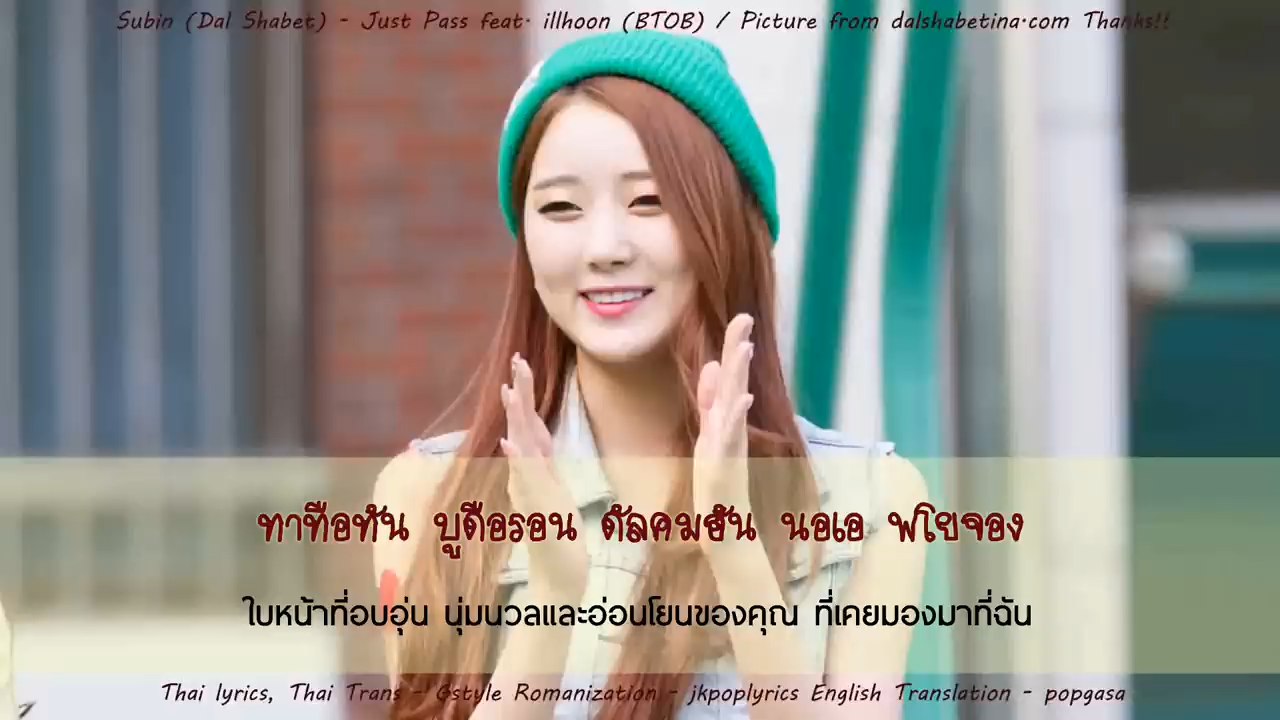 Subin (Dal Shabet) - Just Pass feat. illhoon (BTOB) / Picture from dalshabetina.com Thanks!!
ทาทือทัน บูดือรอน ดัลคมฮัน นอเอ พโยจอง
ใบหน้าที่อบอุ่น นุ่มนวลและอ่อนโยนของคุณ ที่เคยมองมาที่ฉัน
Thai lyrics, Thai Trans - Gstyle Romanization - jkpoplyrics English Translation - popgasa